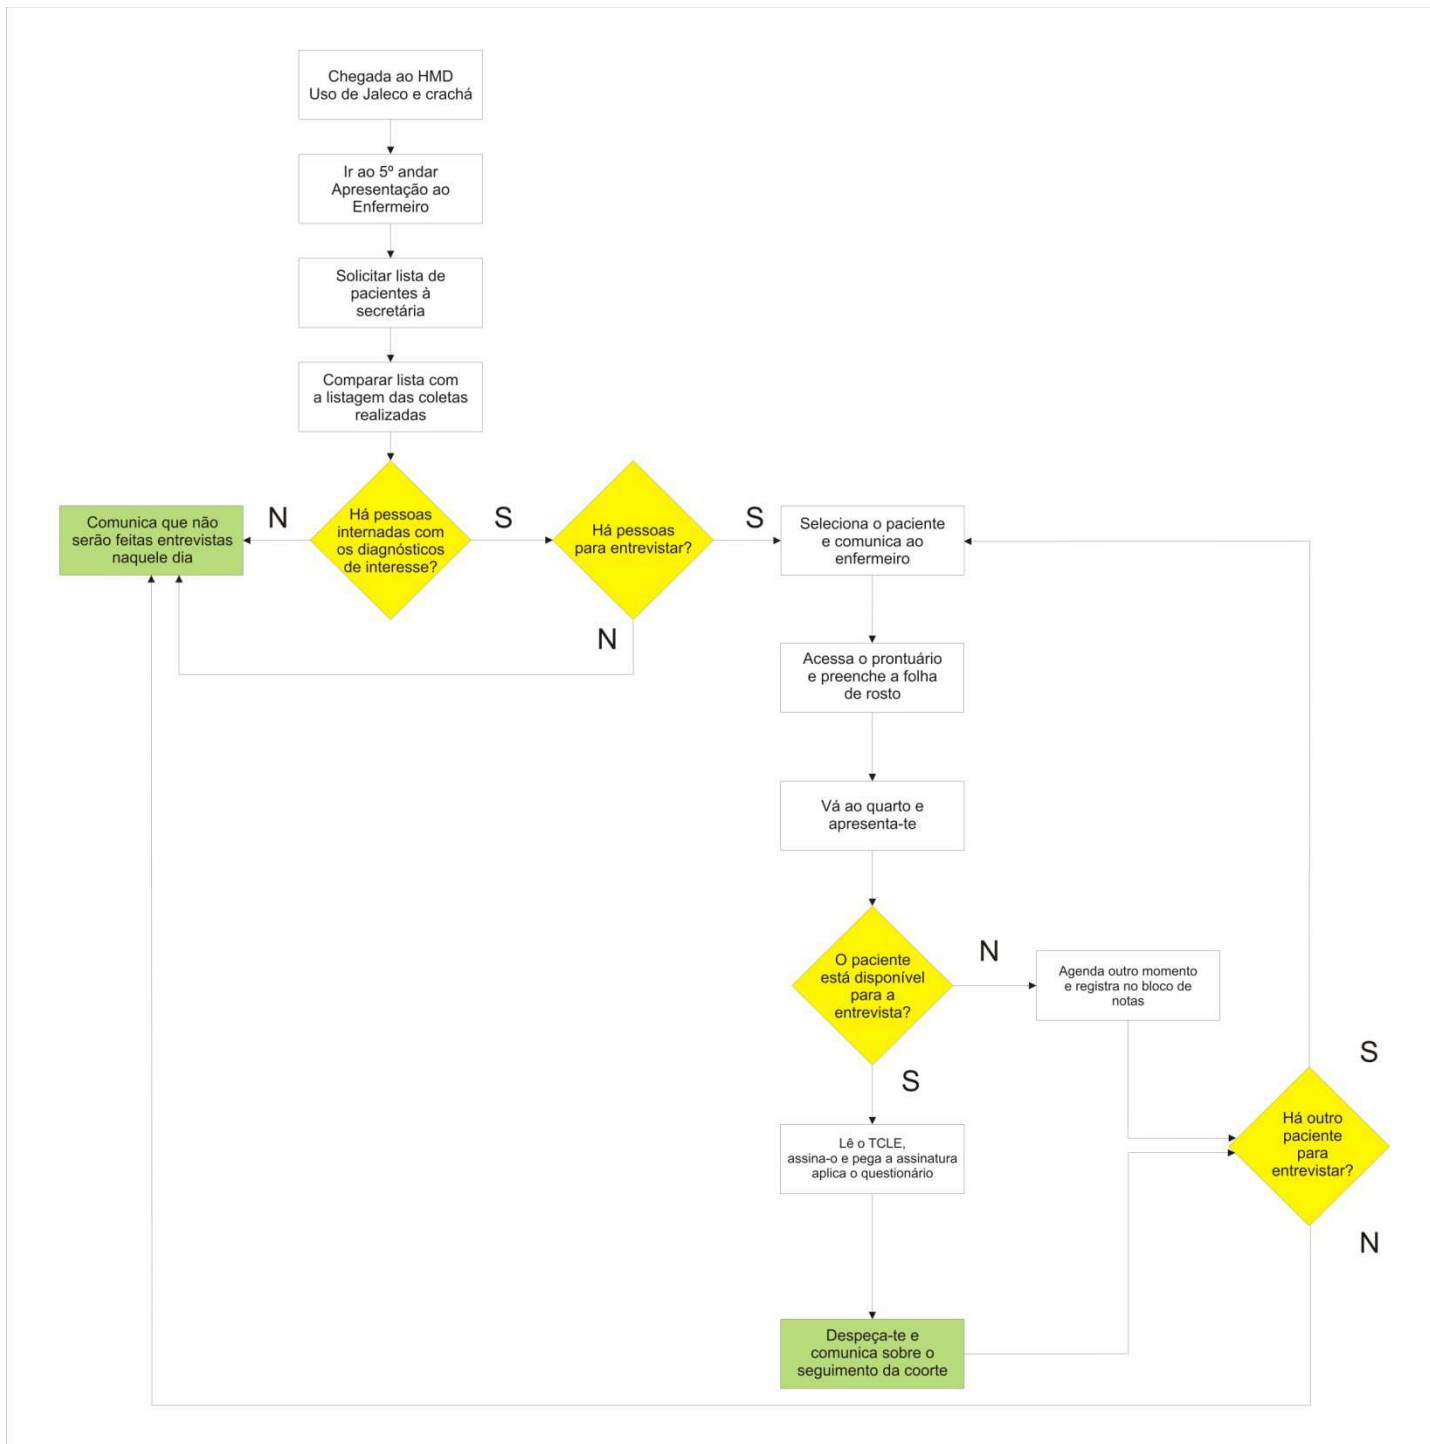 Chegada ao HMD
Uso de Jaleco e crachá
Ir ao 5º andar
Apresentação ao
Enfermeiro
Solicitar lista de
pacientes à
secretária
Comparar lista com
a listagem das coletas
realizadas
Há pessoas
internadas com
os diagnósticos
de interesse?
N
Comunica que não
serão feitas entrevistas
naquele dia
S
Há pessoas
para entrevistar?
N
S
Seleciona o paciente
e comunica ao
enfermeiro
Acessa o prontuário
e preenche a folha
de rosto
Vá ao quarto e
apresenta-te
O paciente
está disponível
para a
entrevista?
N
Agenda outro momento
e registra no bloco de
notas
S
Lê o TCLE,
assina-o e pega a assinatura
aplica o questionário
Despeça-te e
comunica sobre o
seguimento da coorte
Há outro
paciente
para
entrevistar?
S
N